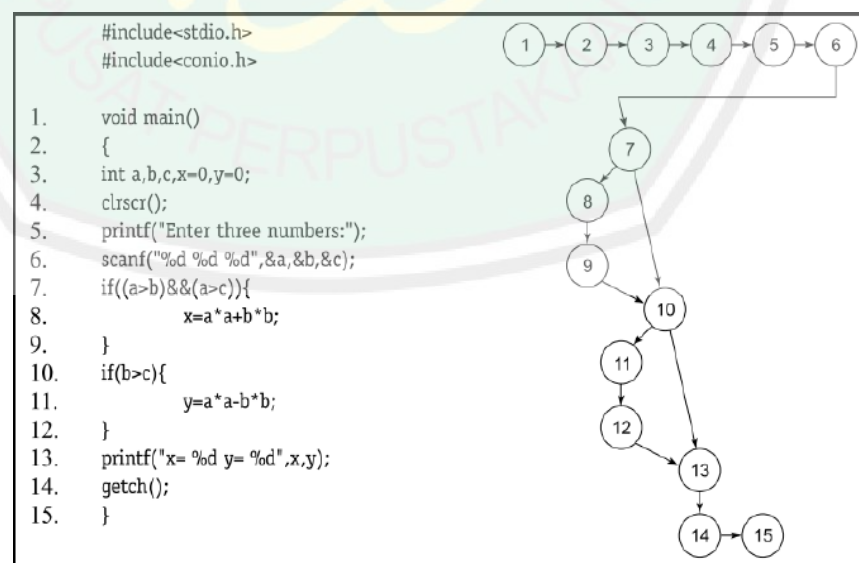 #include<stdio.h>
#include<conio.h>
1. void main()
2. {
3. int a,b,c,x=0,y=0;
4. clrscr();
5. printf("Enter three numbers:");
6. scanf("%d %d %d",&a,&b,&c);
7. if((a>b)&&(a>c)){
8. x=a*a+b*b;
9. }
10. if(b>c){
11. y=a*a-b*b;
12. }
13. printf("x= %d y= %d",x,y);
14. getch();
15. }
1 2 3 4 5 6
7
8
9
10
11
12
13
14 15
PUSAT PERPUSTAKAAN